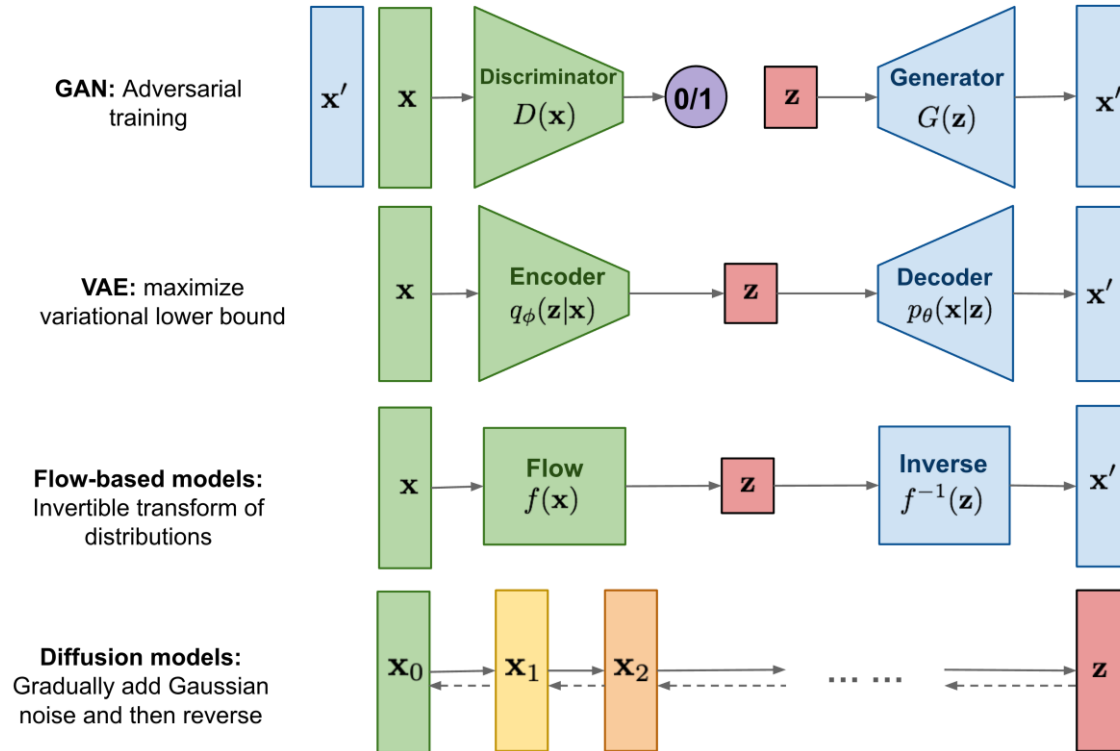 GAN: Adversarial
training
x′
x
Discriminator
D(x)
0/1
z
Generator
G(z)
x′
VAE: maximize
variational lower bound
x
Encoder
qϕ(z|x)
z
Decoder
pθ(x|z)
x′
Flow-based models:
Invertible transform of
distributions
x
Flow
f(x)
z
Inverse
f⁻¹(z)
x′
Diffusion models:
Gradually add Gaussian
noise and then reverse
x₀
x₁
x₂
... ...
z